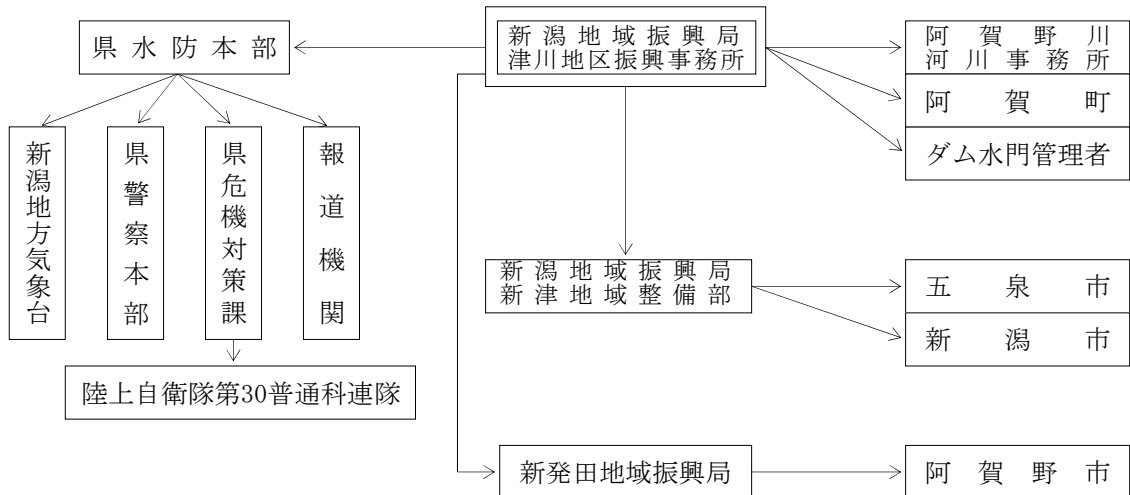 県水防本部
新潟地域振興局
津川地区振興事務所
阿賀野川
河川事務所
阿賀町
ダム水門管理者
新潟地方気象台
県警察本部
県危機対策課
報道機関
陸上自衛隊第30普通科連隊
新潟地域振興局
新津地域整備部
五泉市
新潟市
新発田地域振興局
阿賀野市